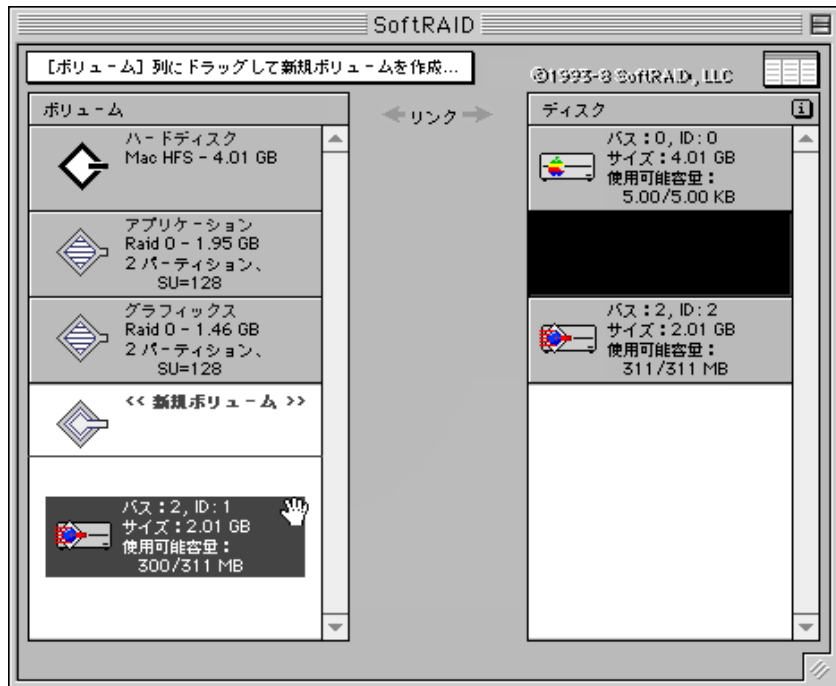 SoftRAID
[ボリューム] 列にドラッグして新規ボリュームを作成...
©1993-8 SoftRAID, LLC
ボリューム
ハードディスク
Mac HFS - 4.01 GB
アプリケーション
Raid 0 - 1.95 GB
2 パーティション、
SU=128
グラフィックス
Raid 0 - 1.46 GB
2 パーティション、
SU=128
<< 新規ボリューム >>
バス：2, ID: 1
サイズ：2.01 GB
使用可能容量：
300/311 MB
リンク
ディスク
バス：0, ID: 0
サイズ：4.01 GB
使用可能容量：
5.00/5.00 KB
バス：2, ID: 2
サイズ：2.01 GB
使用可能容量：
311/311 MB